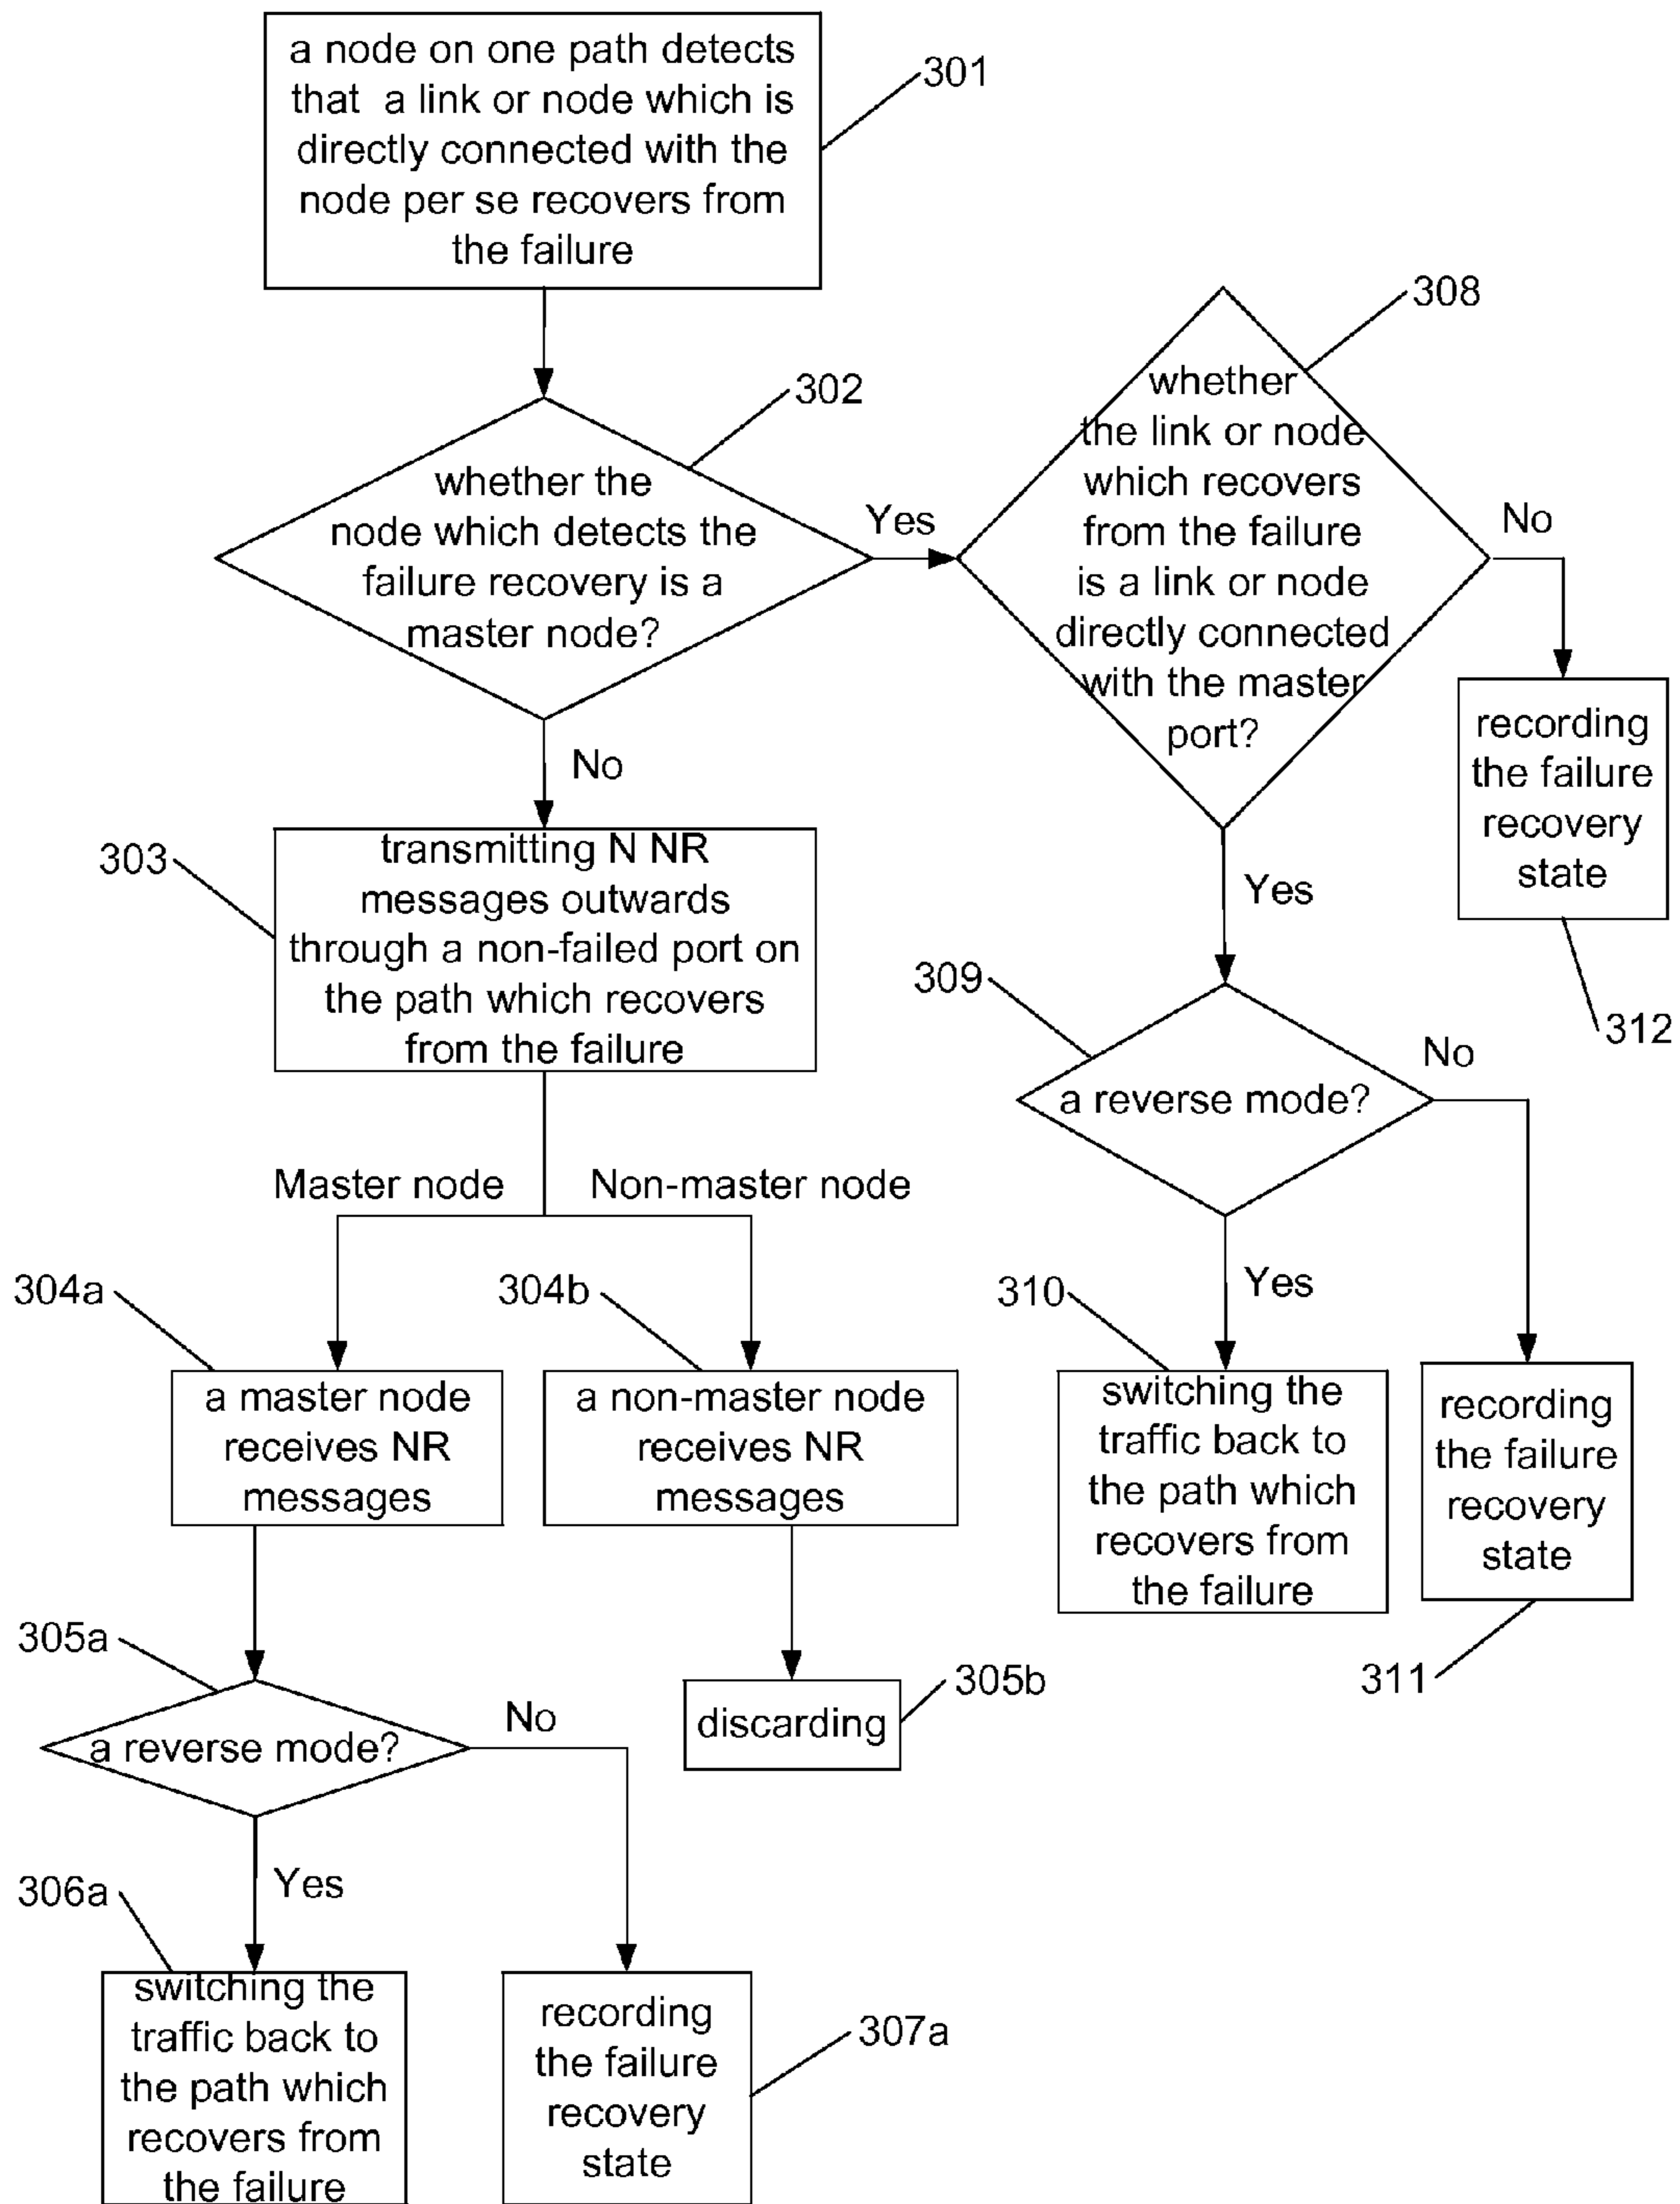 a node on one path detects
that a link or node which is
directly connected with the
node per se recovers from
the failure
301
302
whether the
node which detects the
failure recovery is a
master node?
Yes
No
308
whether
the link or node
which recovers
from the failure
is a link or node
directly connected
with the master
port?
No
Yes
recording
the failure
recovery
state
312
303
transmitting N NR
messages outwards
through a non-failed port on
the path which recovers
from the failure
309
a reverse mode?
No
Yes
Master node
Non-master node
304a
a master node
receives NR
messages
304b
a non-master node
receives NR
messages
310
switching the
traffic back to
the path which
recovers from
the failure
recording
the failure
recovery
state
311
305a
a reverse mode?
No
Yes
discarding
305b
306a
switching the
traffic back to
the path which
recovers from
the failure
recording
the failure
recovery
state
307a